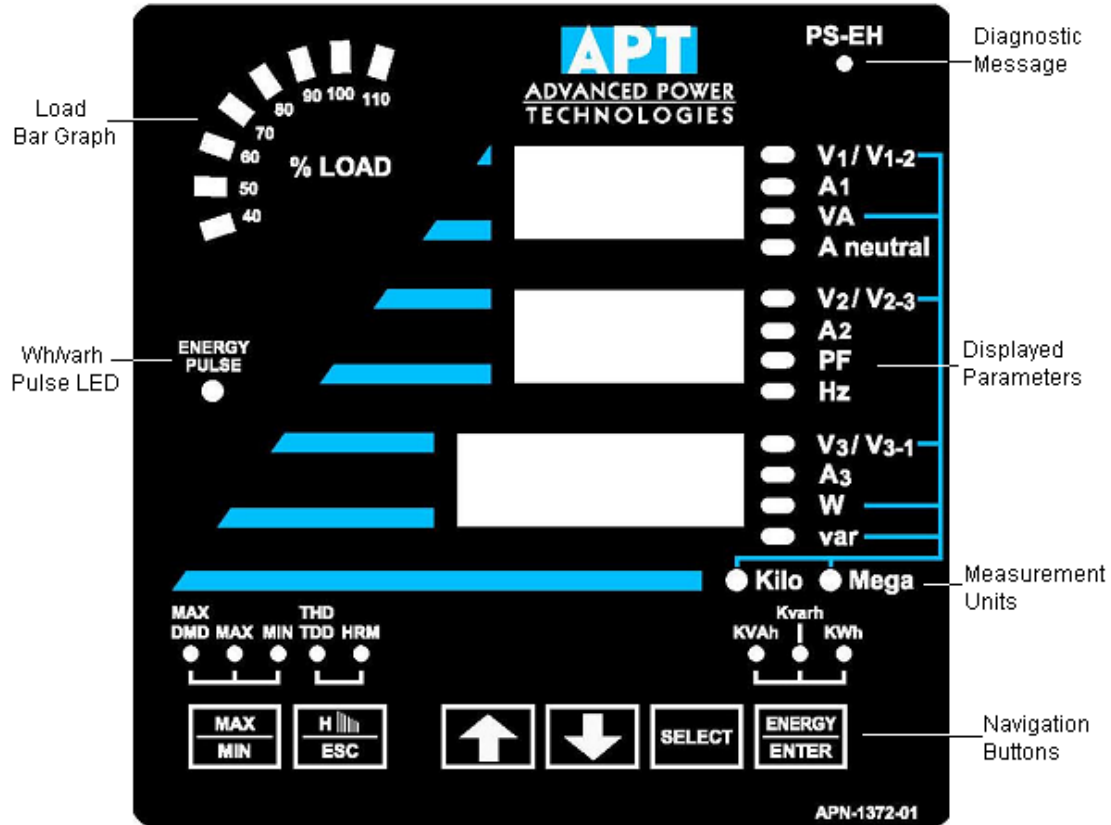 APT
ADVANCED POWER
TECHNOLOGIES
PS-EH
Diagnostic
Message
Load
Bar Graph
110
100
90
80
70
60
50
40
% LOAD
V1/ V1-2
A1
VA
A neutral
V2/ V2-3
A2
PF
Hz
Displayed
Parameters
Wh/varh
Pulse LED
ENERGY
PULSE
V3/ V3-1
A3
W
var
Kilo
Mega
Measurement
Units
MAX
DMD
MAX
MIN
THD
TDD
HRM
KVAh
Kvarh
KWh
MAX
MIN
H
ESC
SELECT
ENERGY
ENTER
Navigation
Buttons
APN-1372-01